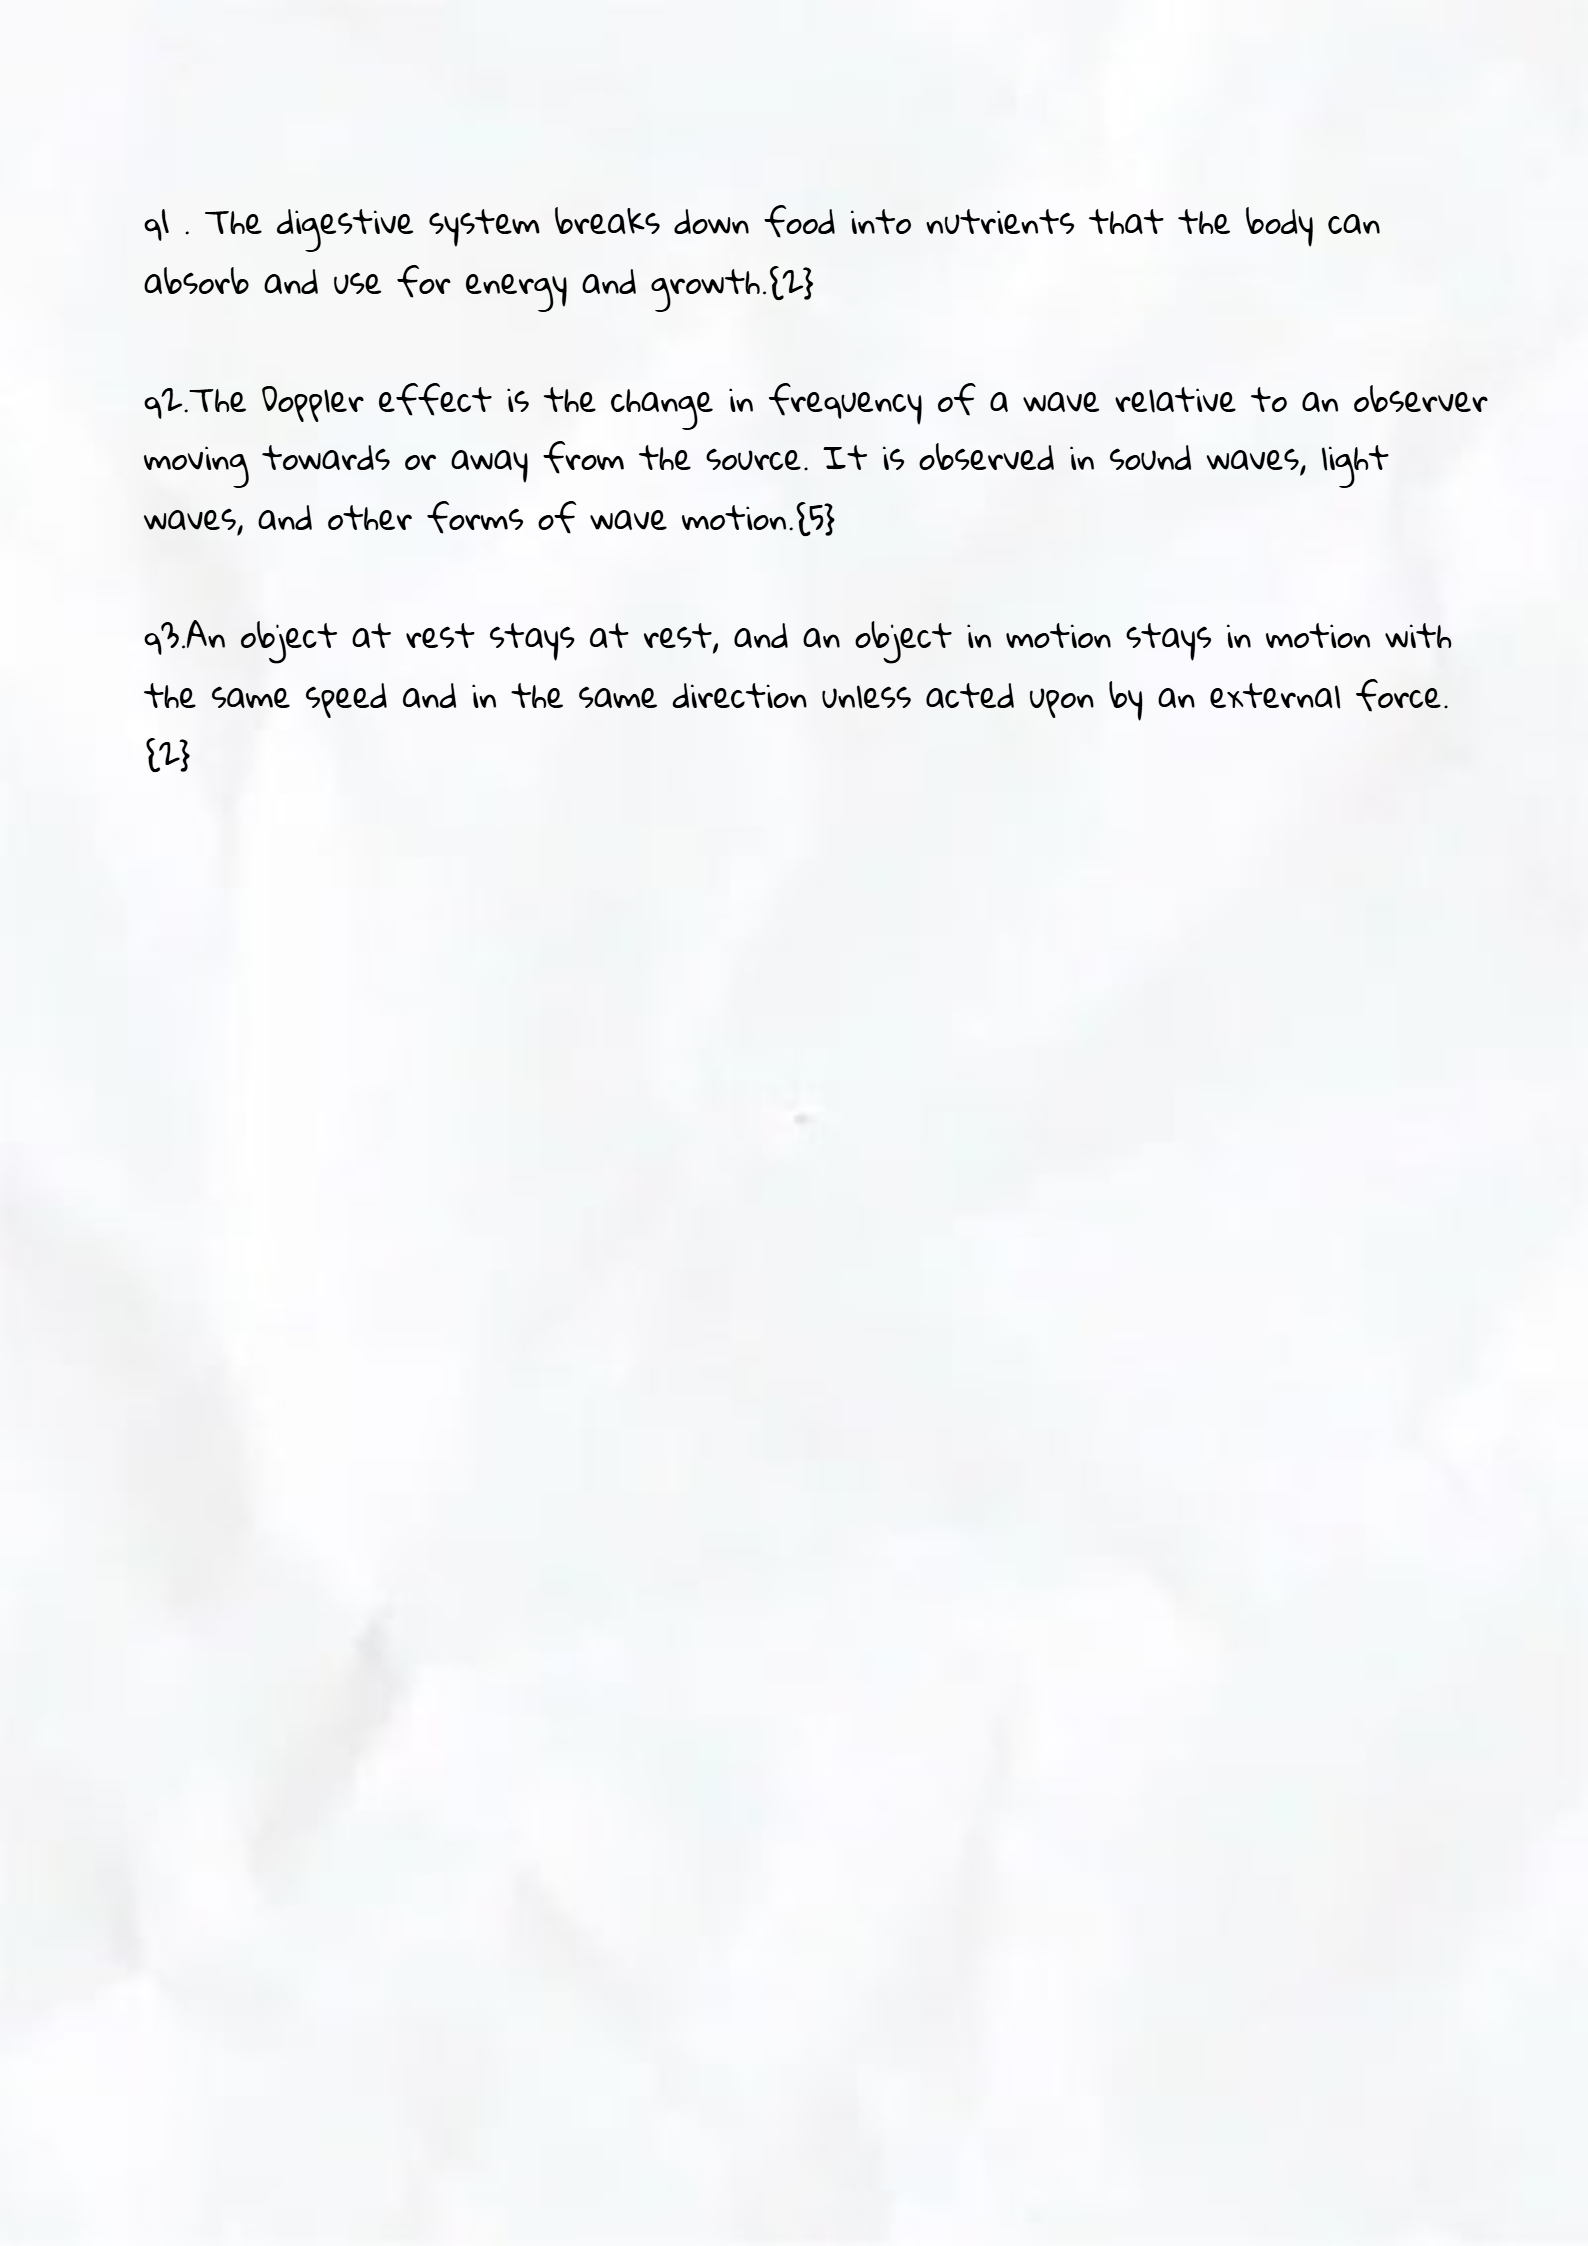 q1 . The digestive system breaks down food into nutrients that the body can
absorb and use for energy and growth.{2}
q2.The Doppler effect is the change in frequency of a wave relative to an observer
moving towards or away from the source. It is observed in sound waves, light
waves, and other forms of wave motion.{5}
q3.An object at rest stays at rest, and an object in motion stays in motion with
the same speed and in the same direction unless acted upon by an external force.
{2}